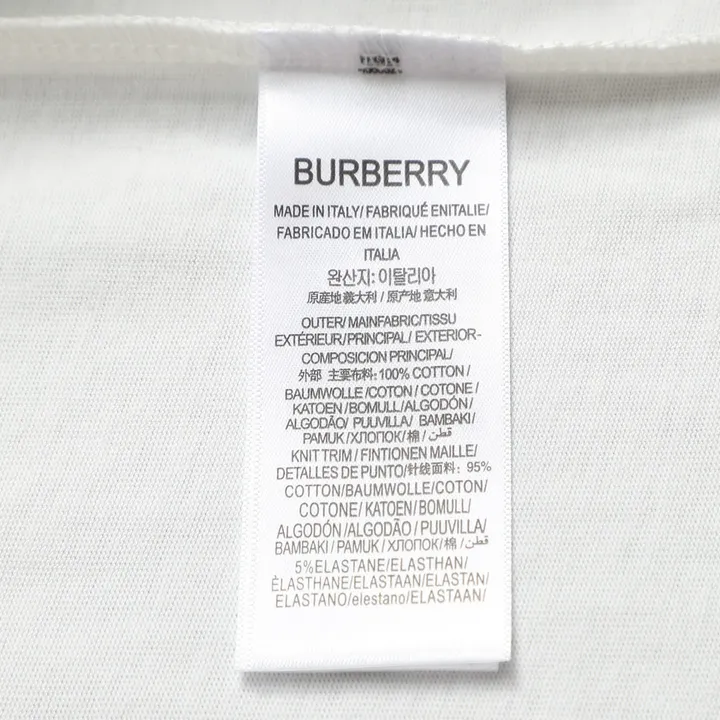 BURBERRY
MADE IN ITALY/ FABRIQUÉ ENITALIE/
FABRICADO EM ITALIA/ HECHO EN
ITALIA
완산지: 이탈리아
原産地義大利 / 原产地 意大利
OUTER/ MAINFABRIC/TISSU
EXTÉRIEUR/PRINCIPAL/ EXTERIOR-
COMPOSICION PRINCIPAL/
外部 主要布料:100% COTTON /
BAUMWOLLE /COTON / COTONE /
KATOEN /BOMULL/ ALGODÓN/
ALGODÃO/ PUUVILLA/ BAMBAKI/
PAMUK /ХЛОПОК/棉 / قطن/
KNIT TRIM / FINTIONEN MAILLE/
DETALLES DE PUNTO/针线面料: 95%
COTTON/BAUMWOLLE/COTON/
COTONE/ KATOEN/BOMULL/
ALGODÓN /ALGODÃO / PUUVILLA/
BAMBAKI / PAMUK / ХЛОПОК/棉 / قطن/
5%ELASTANE/ELASTHAN/
ÈLASTHANE/ELASTAAN/ELASTAN/
ELASTANO/elestano/ELASTAAN/